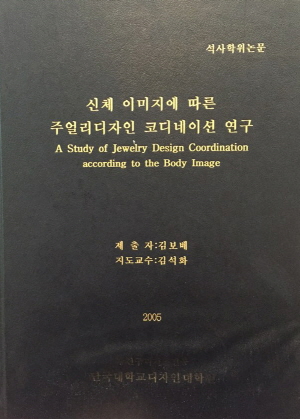 석사학위논문
신체 이미지에 따른
주얼리디자인 코디네이션 연구
A Study of Jewelry Design Coordination
according to the Body Image
제 출 자:김보배
지도교수:김석화
2005